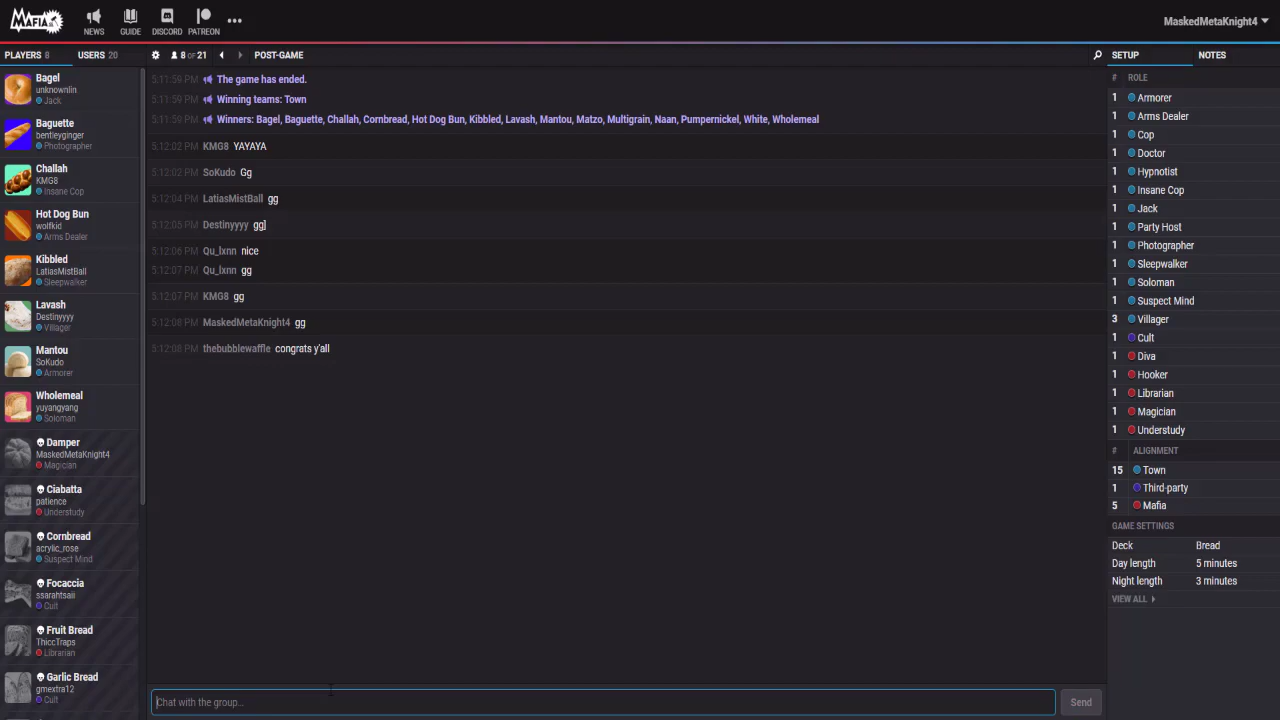 MAFIA
NEWS
GUIDE
DISCORD
PATREON
MaskedMetaKnight4
PLAYERS 8
USERS 20
8 of 21
POST-GAME
SETUP
NOTES
Bagel
unknownlin
Jack
Baguette
bentleyginger
Photographer
Challah
KMG8
Insane Cop
Hot Dog Bun
wolfkid
Arms Dealer
Kibbled
LatiasMistBall
Sleepwalker
Lavash
Destinyyyy
Villager
Mantou
SoKudo
Armorer
Wholemeal
yuyangyang
Soloman
Damper
MaskedMetaKnight4
Magician
Ciabatta
patience
Understudy
Cornbread
acrylic_rose
Suspect Mind
Focaccia
ssarahtsaii
Cult
Fruit Bread
ThiccTraps
Librarian
Garlic Bread
gmextra12
Cult
5:11:59 PM The game has ended.
5:11:59 PM Winning teams: Town
5:11:59 PM Winners: Bagel, Baguette, Challah, Cornbread, Hot Dog Bun, Kibbled, Lavash, Mantou, Matzo, Multigrain, Naan, Pumpernickel, White, Wholemeal
5:12:02 PM KMG8 YAYAYA
5:12:02 PM SoKudo Gg
5:12:04 PM LatiasMistBall gg
5:12:05 PM Destinyyyy gg]
5:12:06 PM Qu_lxnn nice
5:12:07 PM Qu_lxnn gg
5:12:07 PM KMG8 gg
5:12:08 PM MaskedMetaKnight4 gg
5:12:08 PM thebubblewaffle congrats y'all
Chat with the group...
Send
# ROLE
1 Armorer
1 Arms Dealer
1 Cop
1 Doctor
1 Hypnotist
1 Insane Cop
1 Jack
1 Party Host
1 Photographer
1 Sleepwalker
1 Soloman
1 Suspect Mind
3 Villager
1 Cult
1 Diva
1 Hooker
1 Librarian
1 Magician
1 Understudy
# ALIGNMENT
15 Town
1 Third-party
5 Mafia
GAME SETTINGS
Deck Bread
Day length 5 minutes
Night length 3 minutes
VIEW ALL